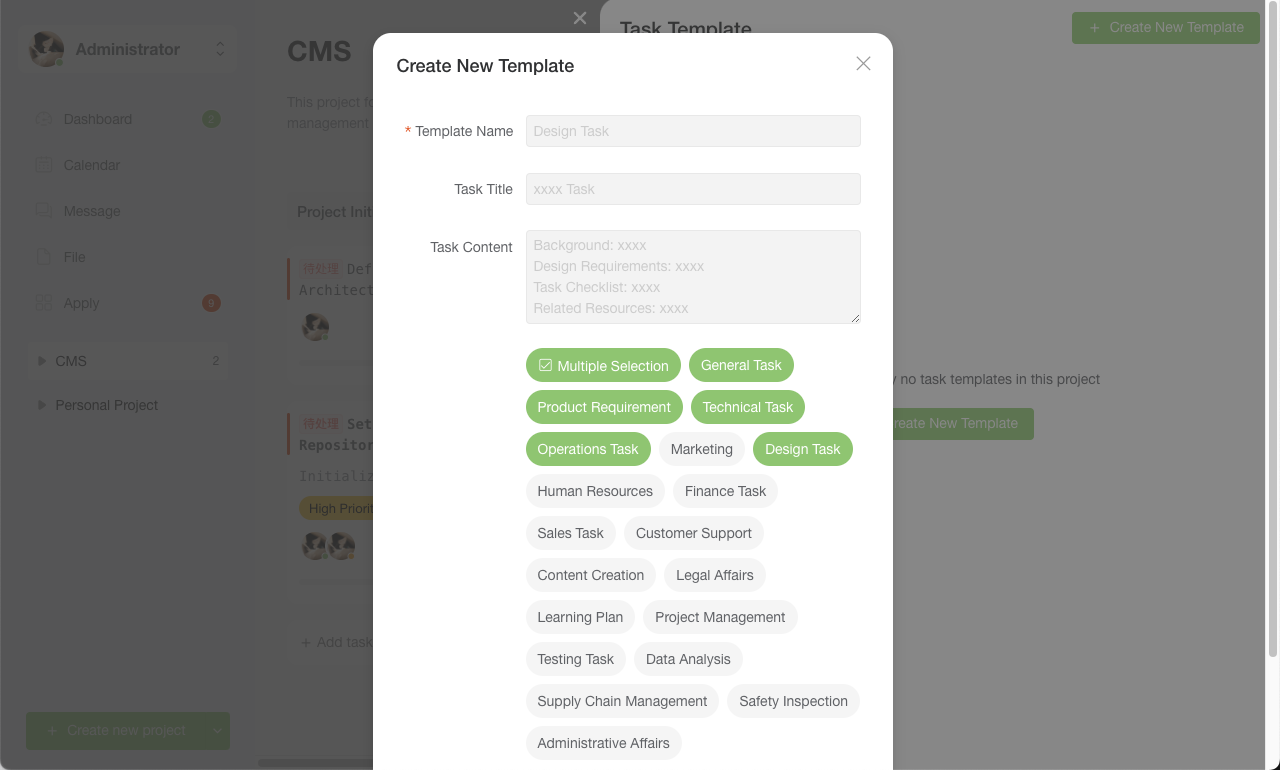 Administrator
Dashboard 2
Calendar
Message
File
Apply 9
CMS 2
Personal Project
+ Create new project
CMS
This project fo
management
Project Init
待处理 Def
Architect
待处理 Set
Repositor
Initializ
High Priorit
+ Add task
Task Template
+ Create New Template
y no task templates in this project
reate New Template
Create New Template
* Template Name
Design Task
Task Title
xxxx Task
Task Content
Background: xxxx
Design Requirements: xxxx
Task Checklist: xxxx
Related Resources: xxxx
Multiple Selection General Task
Product Requirement Technical Task
Operations Task Marketing Design Task
Human Resources Finance Task
Sales Task Customer Support
Content Creation Legal Affairs
Learning Plan Project Management
Testing Task Data Analysis
Supply Chain Management Safety Inspection
Administrative Affairs